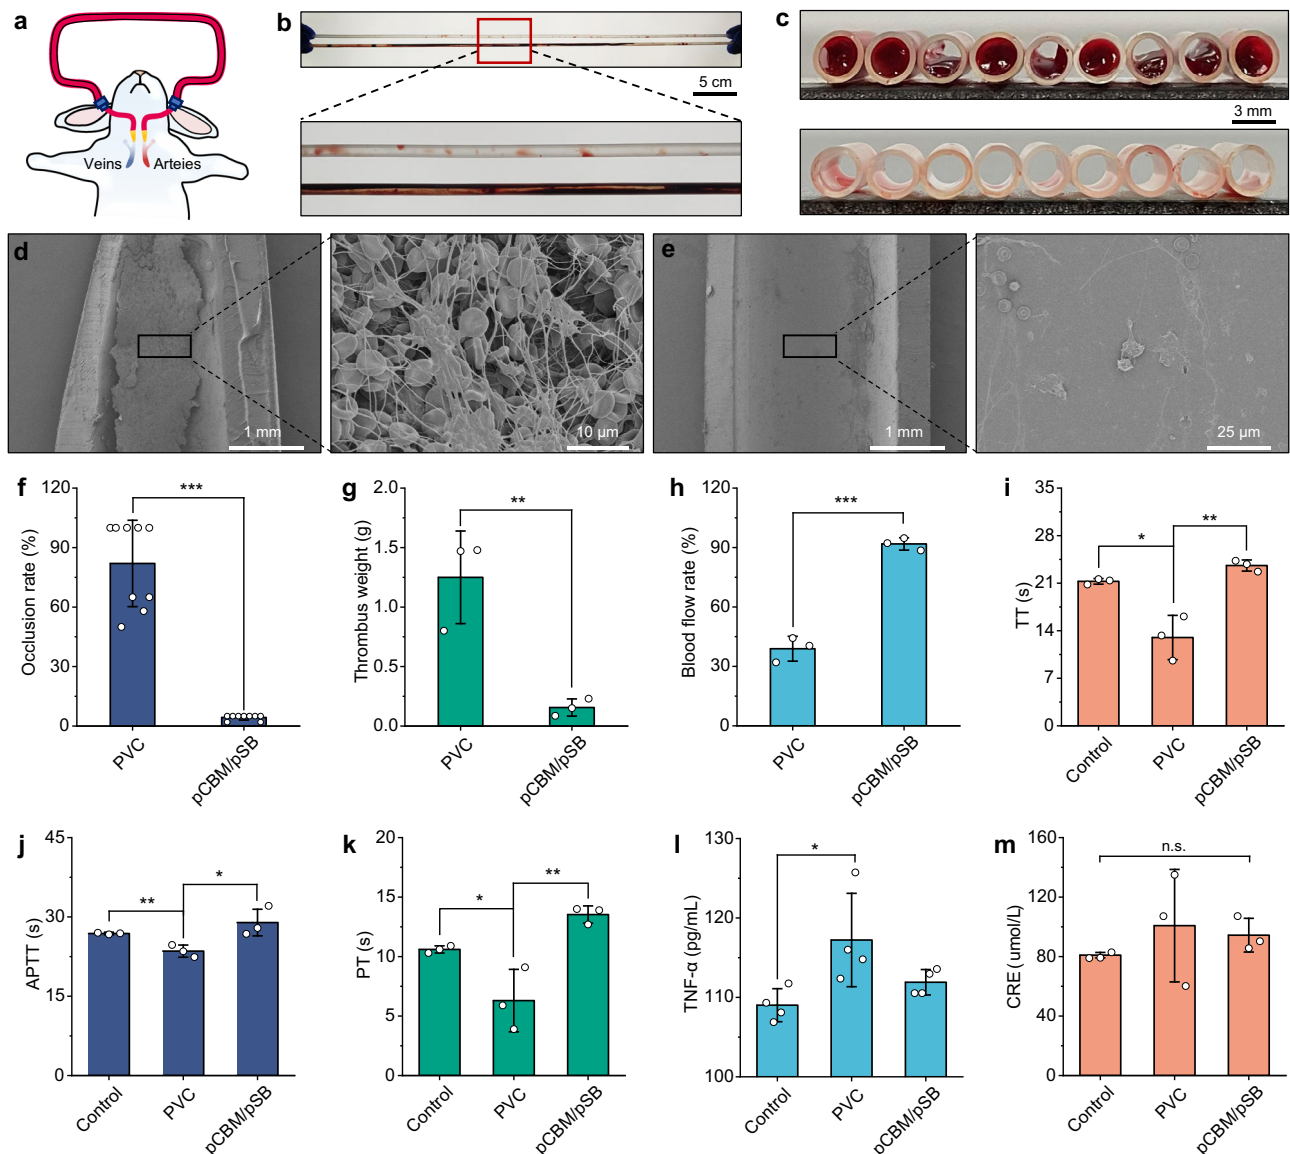 a
Veins
Arteies
b
5 cm
c
3 mm
d
1 mm
10 µm
e
1 mm
25 µm
f
Occlusion rate (%)
120
90
60
30
0
***
PVC
pCBM/pSB
g
Thrombus weight (g)
2.0
1.5
1.0
0.5
0.0
**
PVC
pCBM/pSB
h
Blood flow rate (%)
120
90
60
30
0
***
PVC
pCBM/pSB
i
TT (s)
35
28
21
14
7
0
*
**
Control
PVC
pCBM/pSB
j
APTT (s)
45
30
15
0
**
*
Control
PVC
pCBM/pSB
k
PT (s)
20
15
10
5
0
*
**
Control
PVC
pCBM/pSB
l
TNF-α (pg/mL)
130
120
110
100
*
Control
PVC
pCBM/pSB
m
CRE (umol/L)
160
120
80
40
0
n.s.
Control
PVC
pCBM/pSB